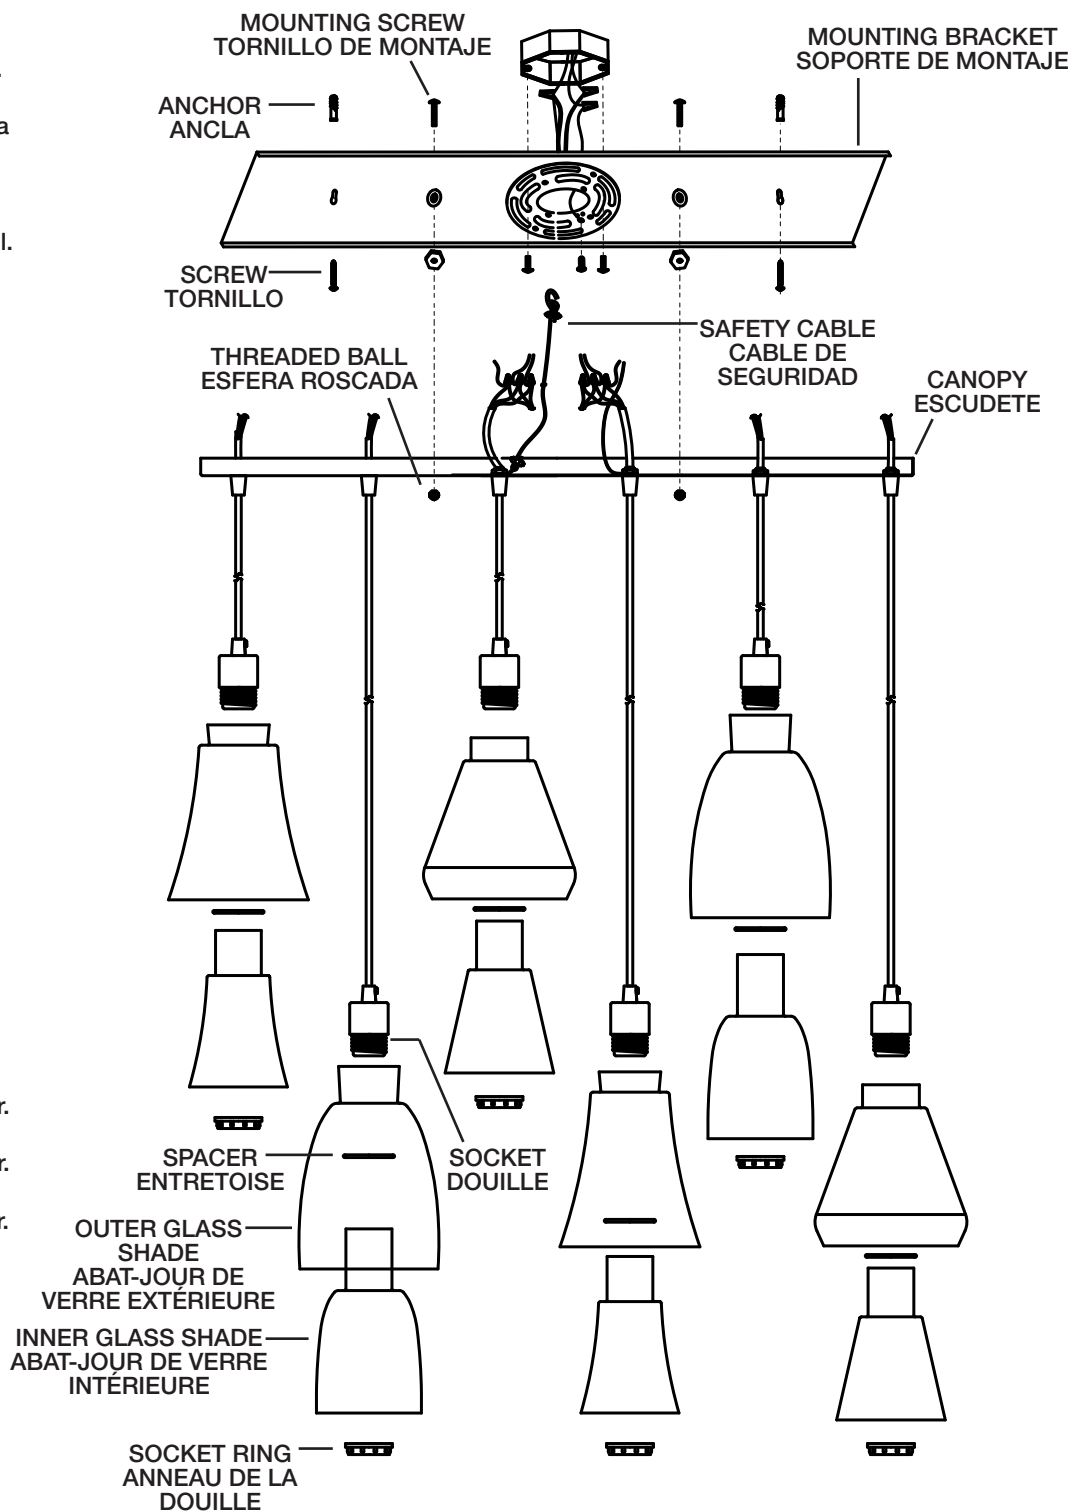 MOUNTING SCREW
TORNILLO DE MONTAJE
MOUNTING BRACKET
SOPORTE DE MONTAJE
.
ANCHOR
ANCLA
a
l.
SCREW
TORNILLO
SAFETY CABLE
CABLE DE
SEGURIDAD
THREADED BALL
ESFERA ROSCADA
CANOPY
ESCUDETE
r.
SPACER
ENTRETOISE
SOCKET
DOUILLE
r.
r.
OUTER GLASS
SHADE
ABAT-JOUR DE
VERRE EXTÉRIEURE
INNER GLASS SHADE
ABAT-JOUR DE VERRE
INTÉRIEURE
SOCKET RING
ANNEAU DE LA
DOUILLE